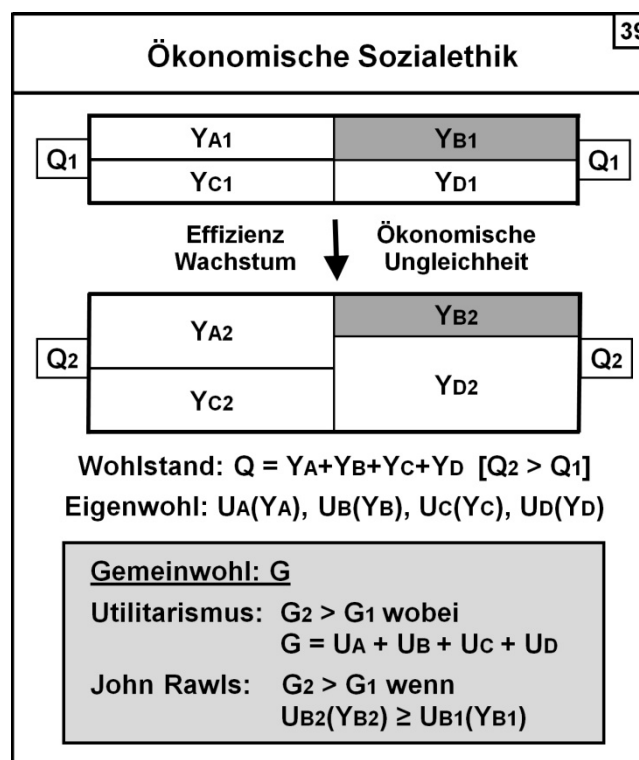 39
Ökonomische Sozialethik
YA1 YB1
Q1 Q1
YC1 YD1
Effizienz Ökonomische
Wachstum Ungleichheit
YA2 YB2
Q2 Q2
YC2 YD2
Wohlstand: Q = YA+YB+YC+YD [Q2 > Q1]
Eigenwohl: UA(YA), UB(YB), UC(YC), UD(YD)
Gemeinwohl: G
Utilitarismus: G2 > G1 wobei
G = UA + UB + UC + UD
John Rawls: G2 > G1 wenn
UB2(YB2) ≥ UB1(YB1)